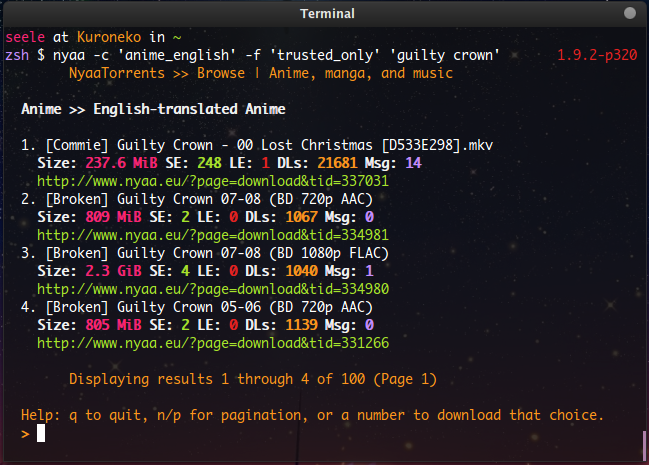 Terminal
seele at Kuroneko in ~
zsh $ nyaa -c 'anime_english' -f 'trusted_only' 'guilty crown' 1.9.2-p320
NyaaTorrents >> Browse | Anime, manga, and music
Anime >> English-translated Anime
1. [Commie] Guilty Crown - 00 Lost Christmas [D533E298].mkv
Size: 237.6 MiB SE: 248 LE: 1 DLs: 21681 Msg: 14
http://www.nyaa.eu/?page=download&tid=337031
2. [Broken] Guilty Crown 07-08 (BD 720p AAC)
Size: 809 MiB SE: 2 LE: 0 DLs: 1067 Msg: 0
http://www.nyaa.eu/?page=download&tid=334981
3. [Broken] Guilty Crown 07-08 (BD 1080p FLAC)
Size: 2.3 GiB SE: 4 LE: 0 DLs: 1040 Msg: 1
http://www.nyaa.eu/?page=download&tid=334980
4. [Broken] Guilty Crown 05-06 (BD 720p AAC)
Size: 805 MiB SE: 2 LE: 0 DLs: 1139 Msg: 0
http://www.nyaa.eu/?page=download&tid=331266
Displaying results 1 through 4 of 100 (Page 1)
Help: q to quit, n/p for pagination, or a number to download that choice.
>